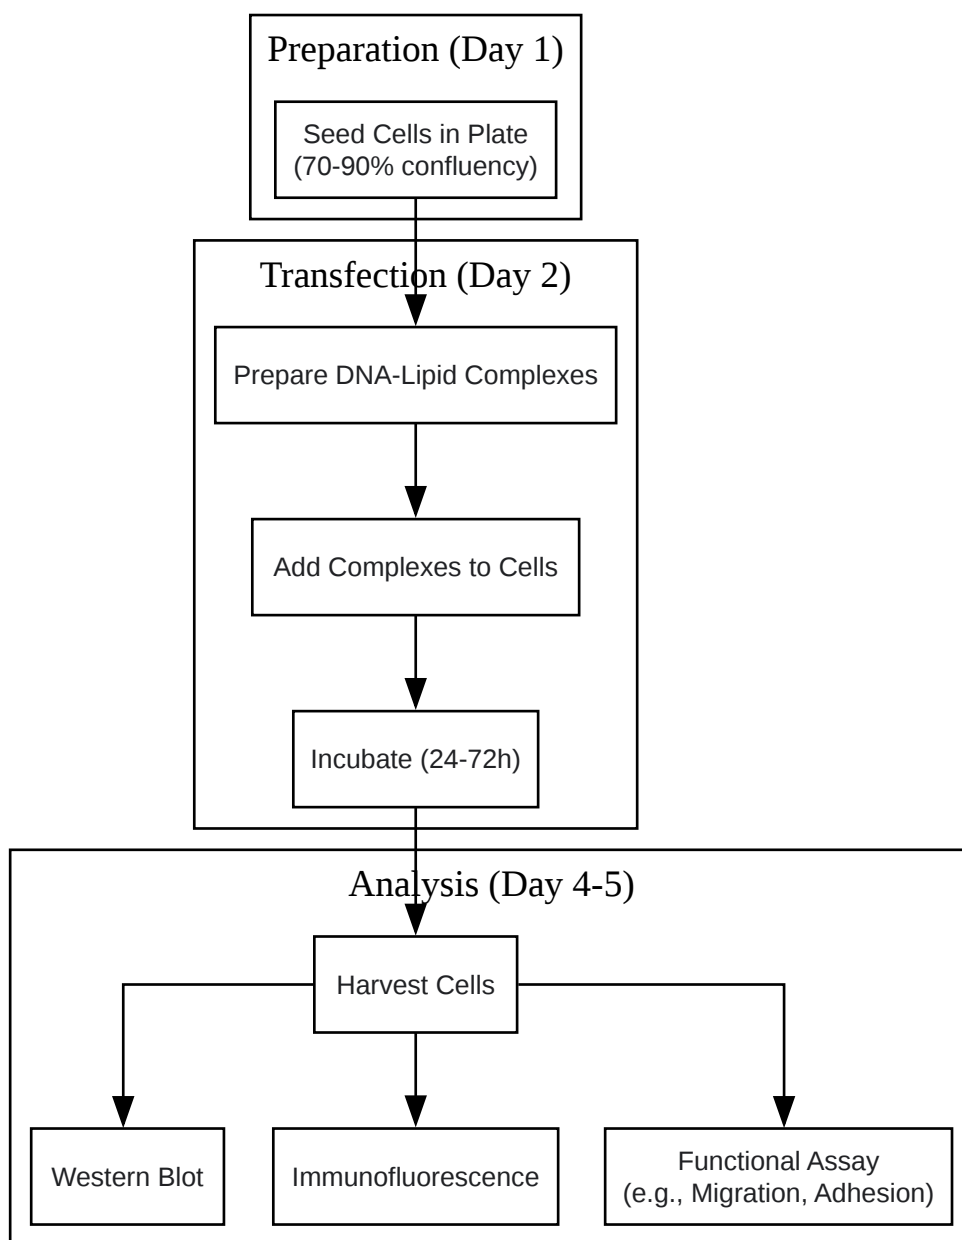 Preparation (Day 1)
Seed Cells in Plate
(70-90% confluency)
Transfection (Day 2)
Prepare DNA-Lipid Complexes
Add Complexes to Cells
Incubate (24-72h)
Analysis (Day 4-5)
Harvest Cells
Western Blot
Immunofluorescence
Functional Assay
(e.g., Migration, Adhesion)